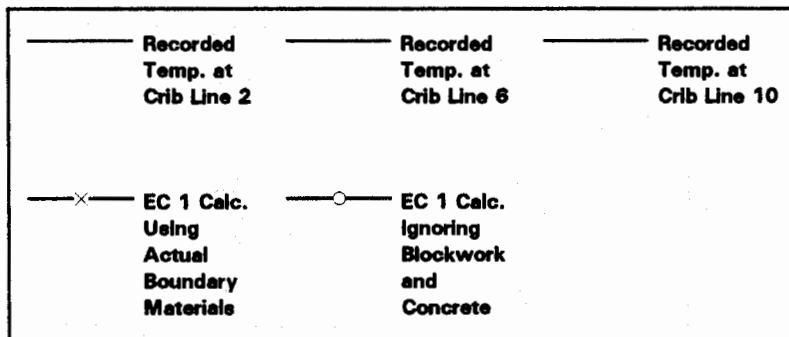 Recorded
Temp. at
Crib Line 2
Recorded
Temp. at
Crib Line 6
Recorded
Temp. at
Crib Line 10
EC 1 Calc.
Using
Actual
Boundary
Materials
EC 1 Calc.
Ignoring
Blockwork
and
Concrete